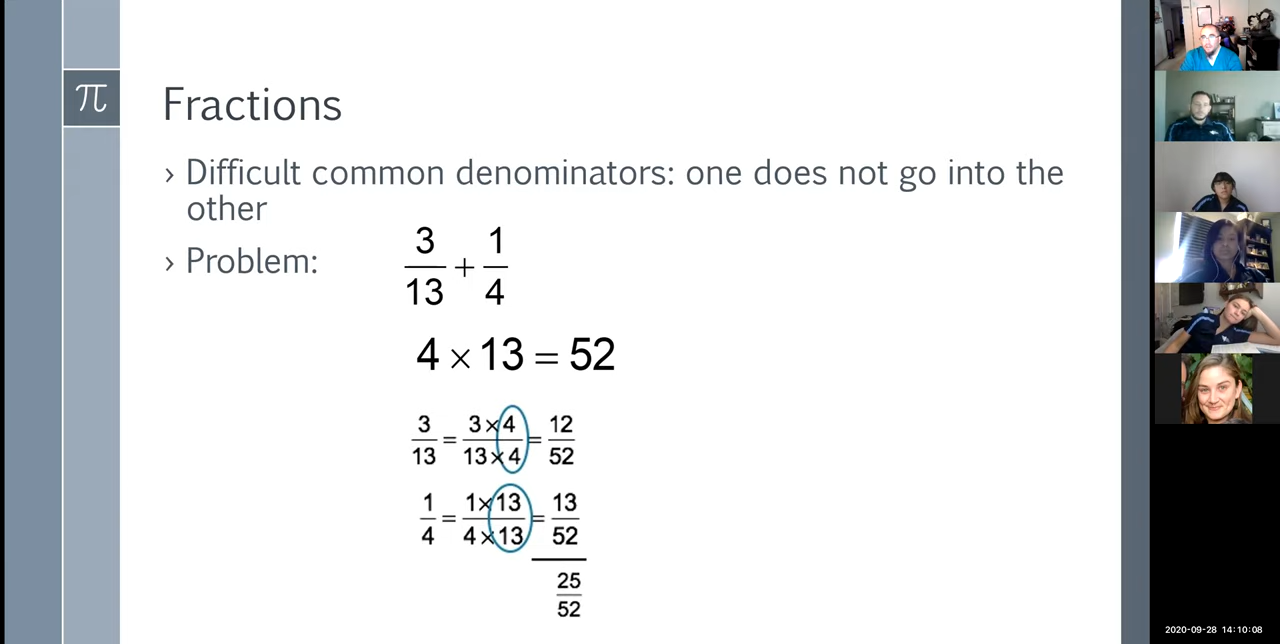 π
Fractions
› Difficult common denominators: one does not go into the
other
› Problem:
3/13 + 1/4
4 × 13 = 52
3/13 = 3×4/13×4 = 12/52
1/4 = 1×13/4×13 = 13/52
25/52
2020-09-28 14:10:08